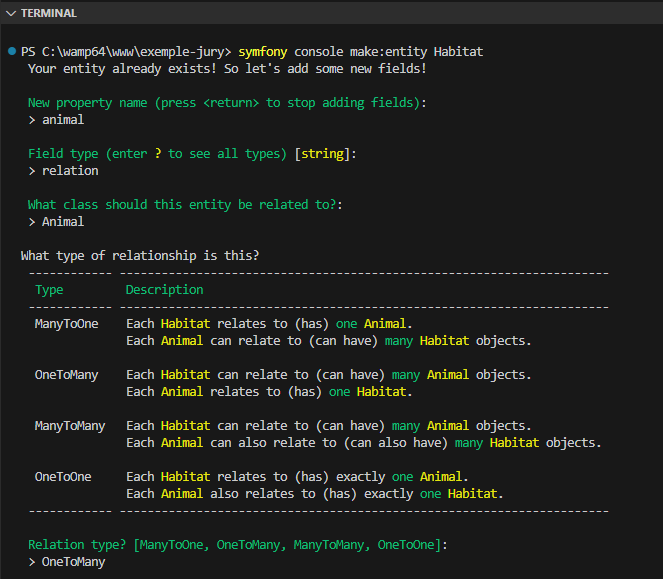 TERMINAL
PS C:\wamp64\www\exemple-jury> symfony console make:entity Habitat
Your entity already exists! So let's add some new fields!
New property name (press <return> to stop adding fields):
> animal
Field type (enter ? to see all types) [string]:
> relation
What class should this entity be related to?:
> Animal
What type of relationship is this?
------------ ----------------------------------------------------------------------
Type Description
------------ ----------------------------------------------------------------------
ManyToOne Each Habitat relates to (has) one Animal.
Each Animal can relate to (can have) many Habitat objects.
OneToMany Each Habitat can relate to (can have) many Animal objects.
Each Animal relates to (has) one Habitat.
ManyToMany Each Habitat can relate to (can have) many Animal objects.
Each Animal can also relate to (can also have) many Habitat objects.
OneToOne Each Habitat relates to (has) exactly one Animal.
Each Animal also relates to (has) exactly one Habitat.
------------ ----------------------------------------------------------------------
Relation type? [ManyToOne, OneToMany, ManyToMany, OneToOne]:
> OneToMany